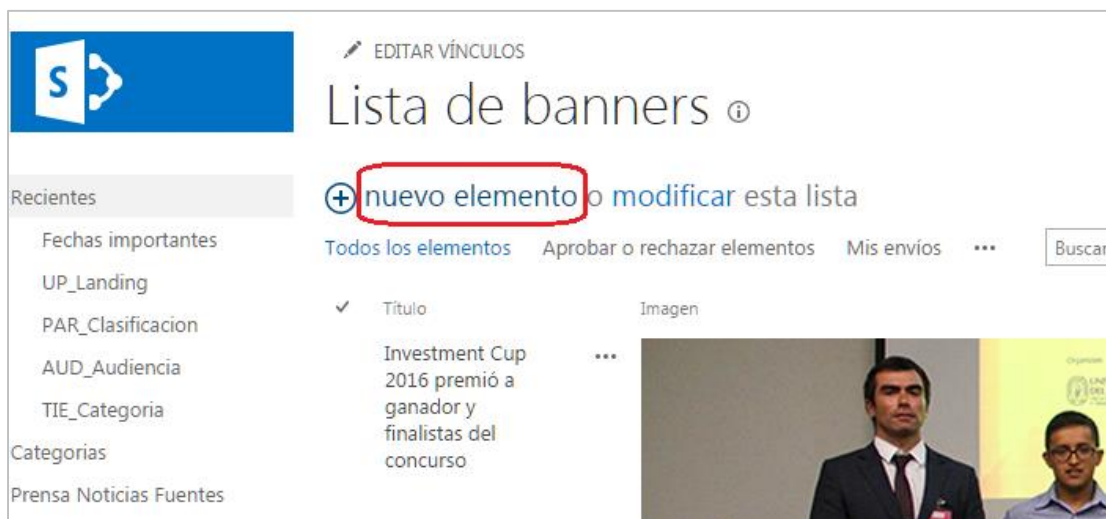 S
EDITAR VÍNCULOS
Lista de banners
nuevo elemento o modificar esta lista
Todos los elementos Aprobar o rechazar elementos Mis envíos ... Buscar
Título Imagen
Investment Cup ...
2016 premió a
ganador y
finalistas del
concurso
Recientes
Fechas importantes
UP_Landing
PAR_Clasificacion
AUD_Audiencia
TIE_Categoria
Categorias
Prensa Noticias Fuentes